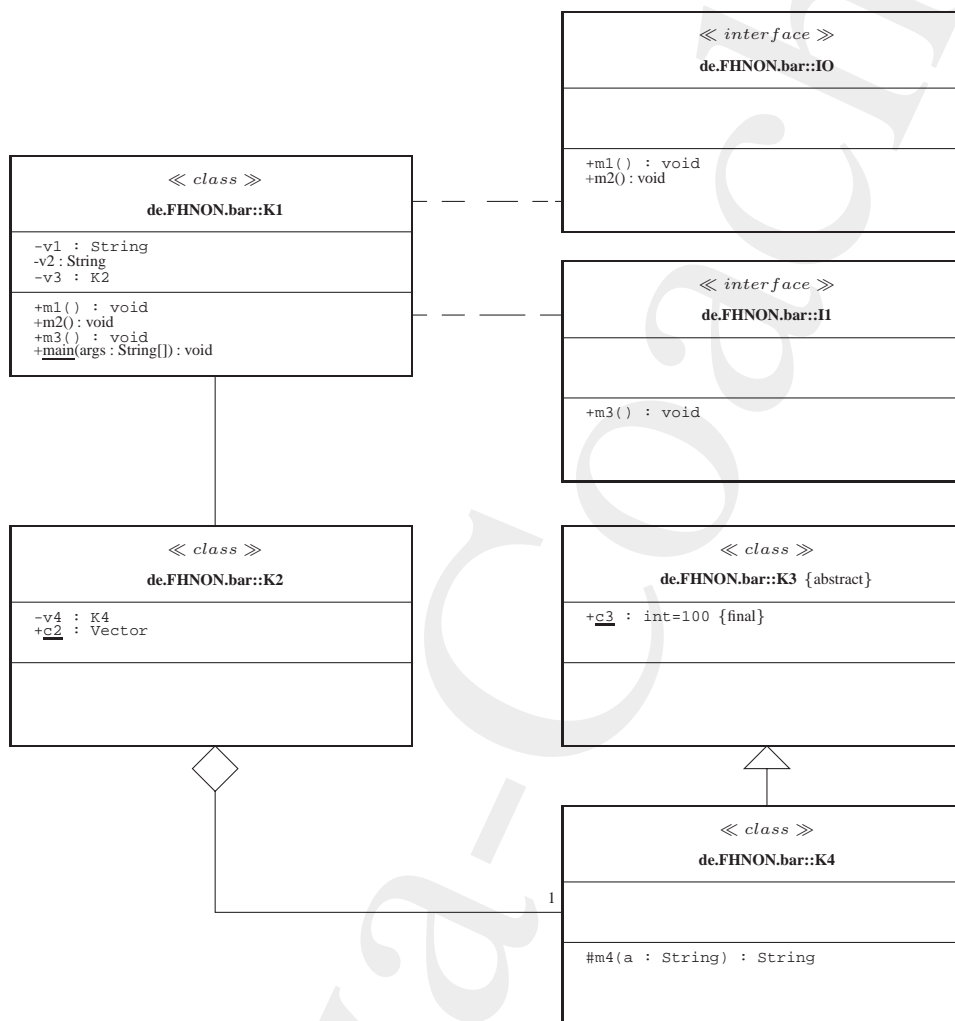 ≪ interface ≫
de.FHNON.bar::IO
+m1() : void
+m2() : void
≪ class ≫
de.FHNON.bar::K1
-v1 : String
-v2 : String
-v3 : K2
+m1() : void
+m2() : void
+m3() : void
+main(args : String[]) : void
≪ interface ≫
de.FHNON.bar::I1
+m3() : void
≪ class ≫
de.FHNON.bar::K2
-v4 : K4
+c2 : Vector
≪ class ≫
de.FHNON.bar::K3 {abstract}
+c3 : int=100 {final}
≪ class ≫
de.FHNON.bar::K4
1
#m4(a : String) : String
a-Coach